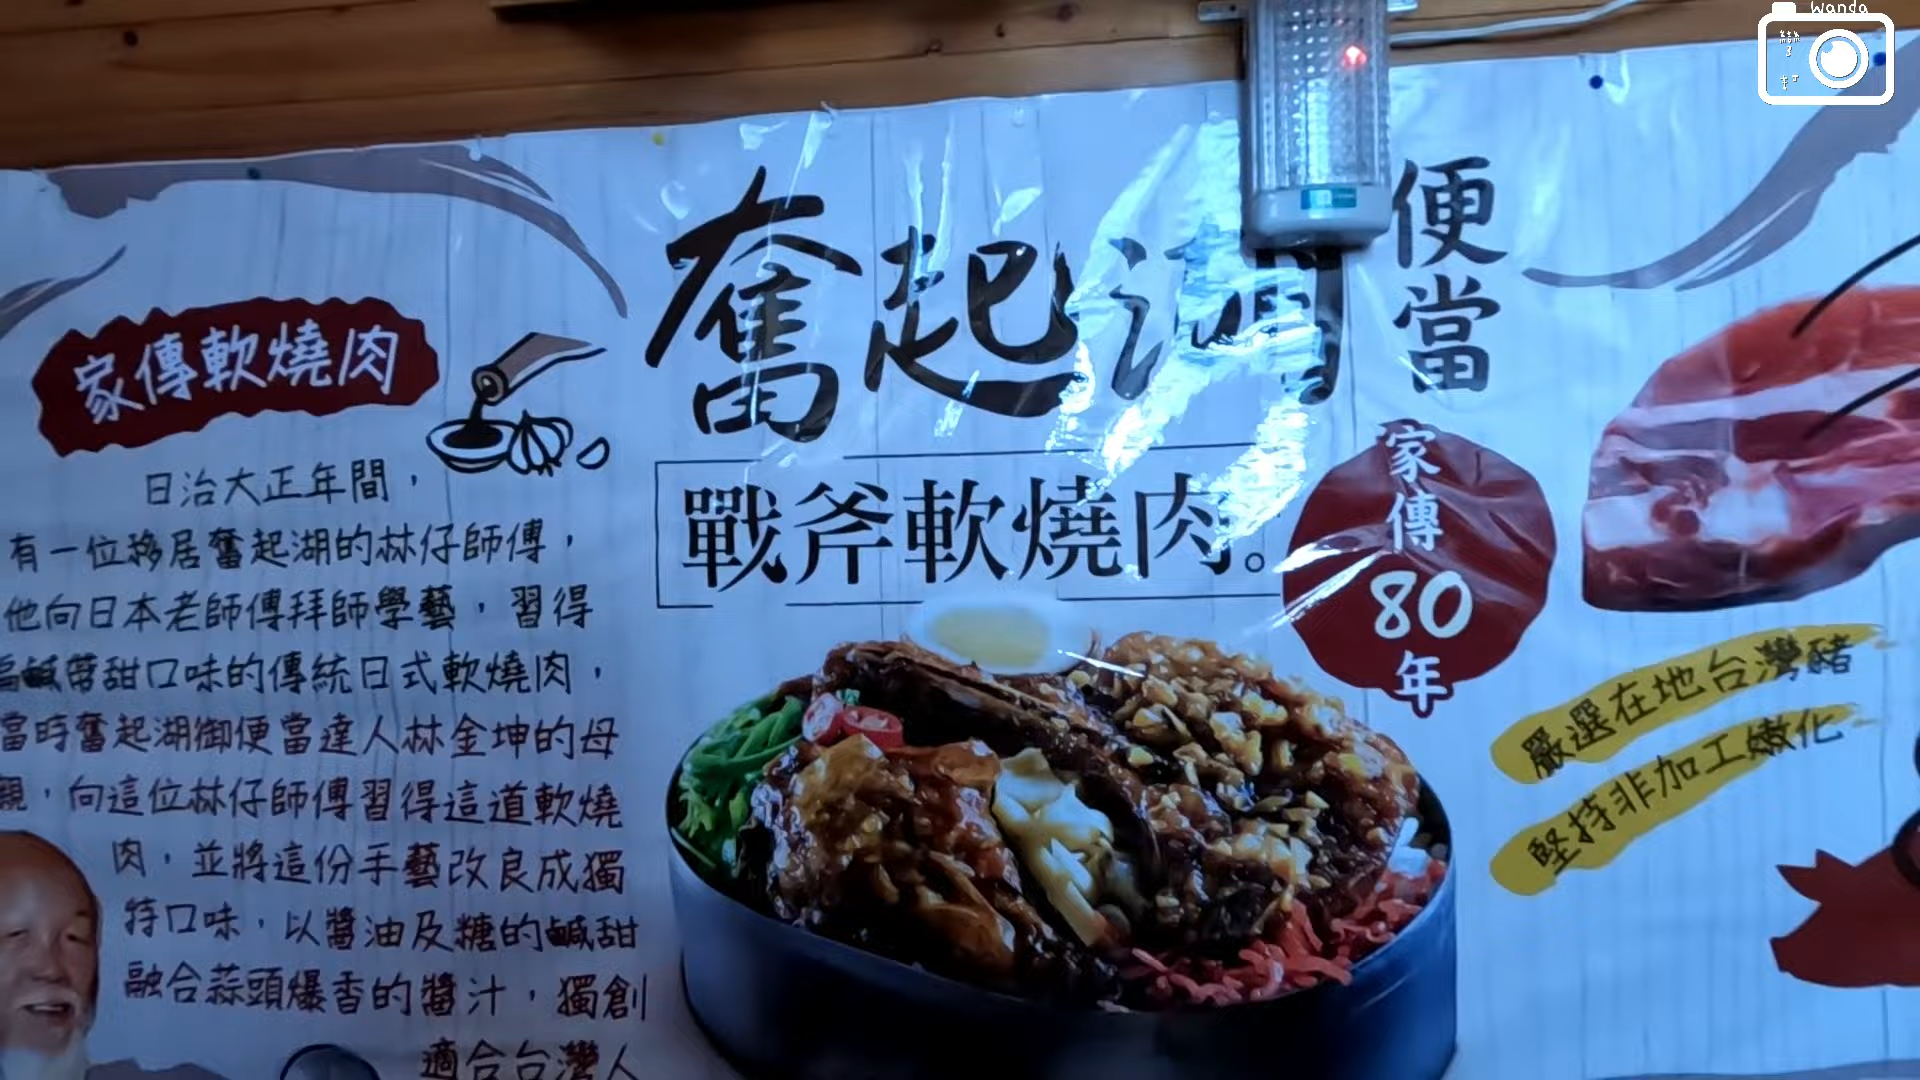 Wanda
奮起湖
便當
戰斧軟燒肉。
家傳
80
年
家傳軟燒肉
日治大正年間，
有一位移居奮起湖的林仔師傅，
他向日本老師傅拜師學藝，習得
偏鹹帶甜口味的傳統日式軟燒肉，
當時奮起湖御便當達人林金坤的母
親，向這位林仔師傅習得這道軟燒
肉，並將這份手藝改良成獨
特口味，以醬油及糖的鹹甜
融合蒜頭爆香的醬汁，獨創
適合台灣人
嚴選在地台灣豬
堅持非加工嫩化